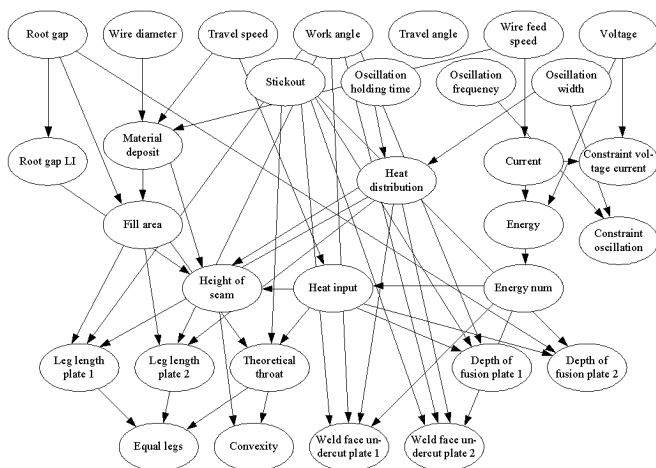 Root gap
Wire diameter
Travel speed
Work angle
Travel angle
Wire feed
speed
Voltage
Stickout
Oscillation
holding time
Oscillation
frequency
Oscillation
width
Root gap LI
Material
deposit
Heat
distribution
Current
Constraint vol-
tage current
Fill area
Energy
Constraint
oscillation
Height of
seam
Heat input
Energy num
Leg length
plate 1
Leg length
plate 2
Theoretical
throat
Depth of
fusion plate 1
Depth of
fusion plate 2
Equal legs
Convexity
Weld face un-
dercut plate 1
Weld face un-
dercut plate 2